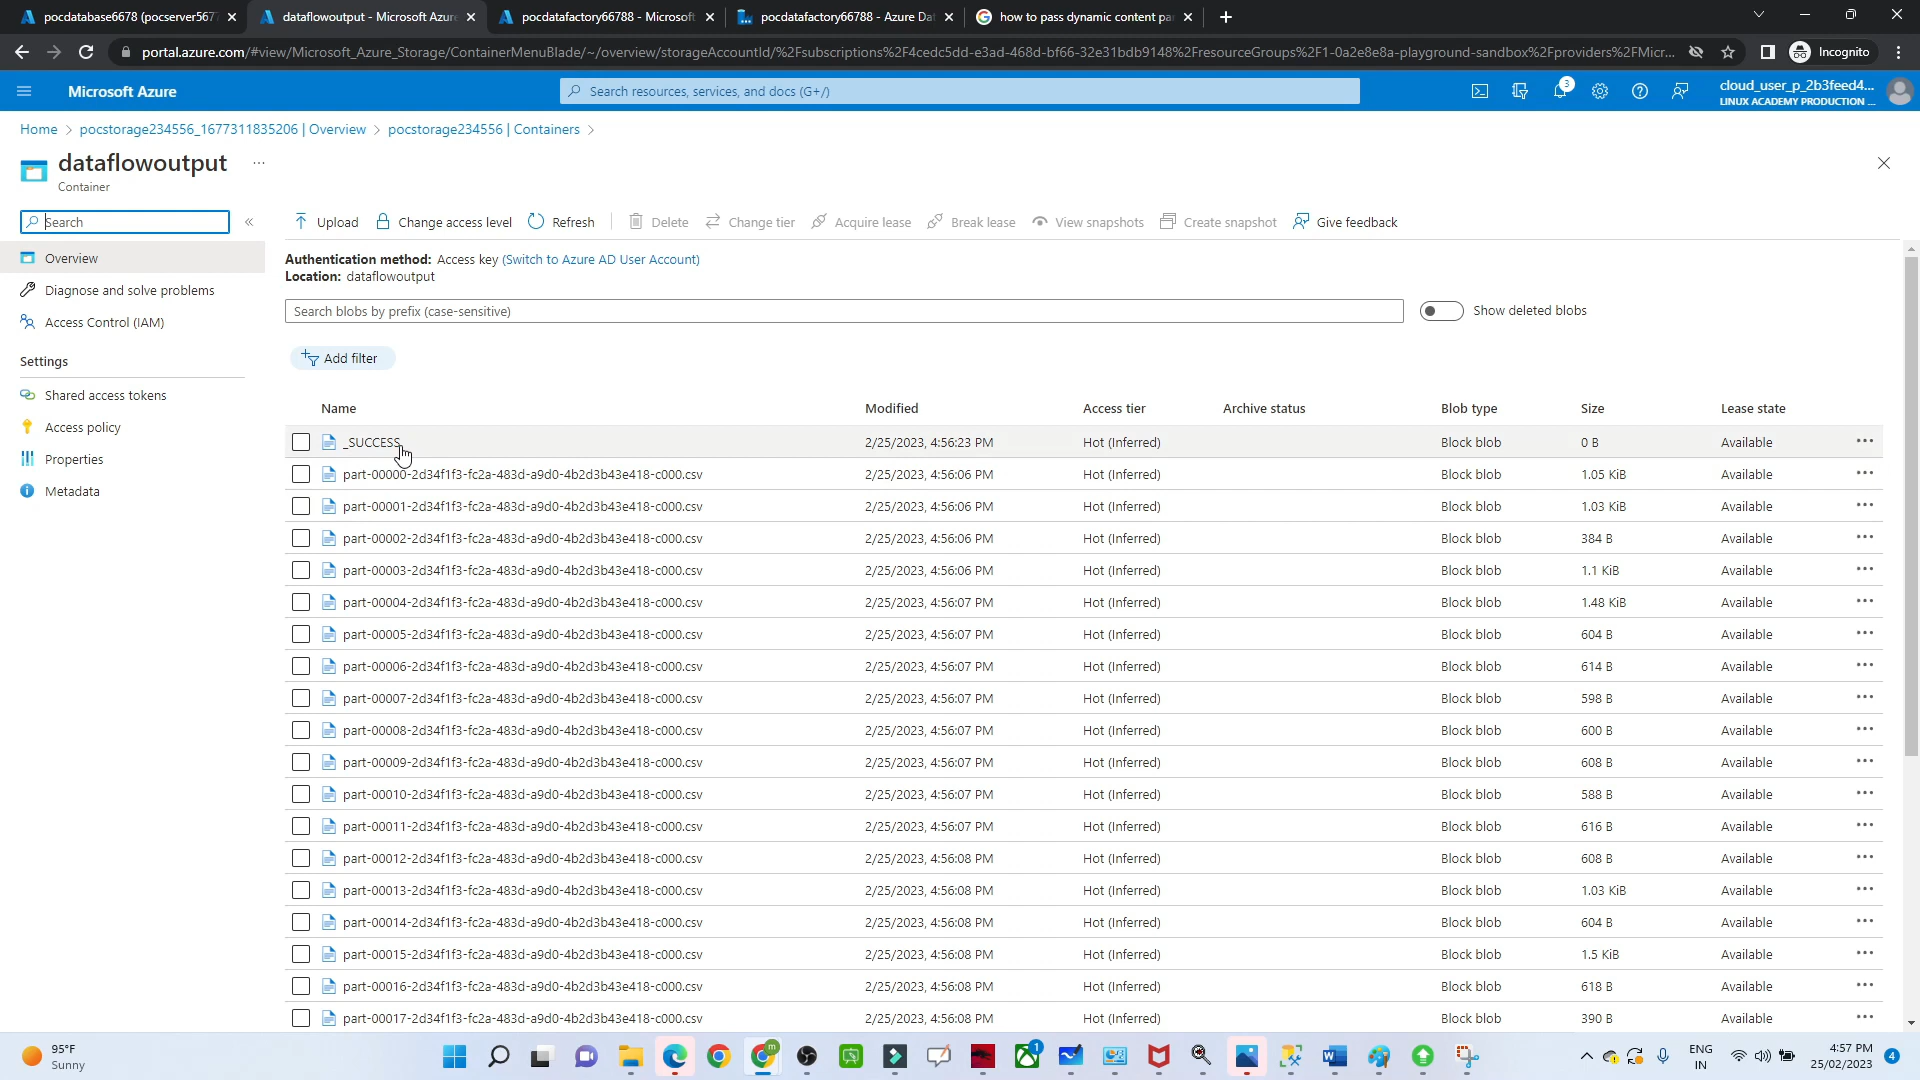 pocdatabase6678 (pocserver567
dataflowoutput - Microsoft Azure
pocdatafactory66788 - Microsoft
pocdatafactory66788 - Azure Da
how to pass dynamic content pa
portal.azure.com/#view/Microsoft_Azure_Storage/ContainerMenuBlade/~/overview/storageAccountId/%2Fsubscriptions%2F4cedc5dd-e3ad-468d-bf66-32e31bdb9148%2FresourceGroups%2F1-0a2e8e8a-playground-sandbox%2Fproviders%2FMicr...
Incognito
Microsoft Azure
Search resources, services, and docs (G+/)
3
cloud_user_p_2b3feed4...
LINUX ACADEMY PRODUCTION ...
Home > pocstorage234556_1677311835206 | Overview > pocstorage234556 | Containers >
dataflowoutput ...
Container
Search
«
Upload
Change access level
Refresh
Delete
Change tier
Acquire lease
Break lease
View snapshots
Create snapshot
Give feedback
Overview
Diagnose and solve problems
Access Control (IAM)
Settings
Shared access tokens
Access policy
Properties
Metadata
Authentication method: Access key (Switch to Azure AD User Account)
Location: dataflowoutput
Search blobs by prefix (case-sensitive)
Show deleted blobs
Add filter
Name Modified Access tier Archive status Blob type Size Lease state
_SUCCESS 2/25/2023, 4:56:23 PM Hot (Inferred) Block blob 0 B Available ...
part-00000-2d34f1f3-fc2a-483d-a9d0-4b2d3b43e418-c000.csv 2/25/2023, 4:56:06 PM Hot (Inferred) Block blob 1.05 KiB Available ...
part-00001-2d34f1f3-fc2a-483d-a9d0-4b2d3b43e418-c000.csv 2/25/2023, 4:56:06 PM Hot (Inferred) Block blob 1.03 KiB Available ...
part-00002-2d34f1f3-fc2a-483d-a9d0-4b2d3b43e418-c000.csv 2/25/2023, 4:56:06 PM Hot (Inferred) Block blob 384 B Available ...
part-00003-2d34f1f3-fc2a-483d-a9d0-4b2d3b43e418-c000.csv 2/25/2023, 4:56:06 PM Hot (Inferred) Block blob 1.1 KiB Available ...
part-00004-2d34f1f3-fc2a-483d-a9d0-4b2d3b43e418-c000.csv 2/25/2023, 4:56:07 PM Hot (Inferred) Block blob 1.48 KiB Available ...
part-00005-2d34f1f3-fc2a-483d-a9d0-4b2d3b43e418-c000.csv 2/25/2023, 4:56:07 PM Hot (Inferred) Block blob 604 B Available ...
part-00006-2d34f1f3-fc2a-483d-a9d0-4b2d3b43e418-c000.csv 2/25/2023, 4:56:07 PM Hot (Inferred) Block blob 614 B Available ...
part-00007-2d34f1f3-fc2a-483d-a9d0-4b2d3b43e418-c000.csv 2/25/2023, 4:56:07 PM Hot (Inferred) Block blob 598 B Available ...
part-00008-2d34f1f3-fc2a-483d-a9d0-4b2d3b43e418-c000.csv 2/25/2023, 4:56:07 PM Hot (Inferred) Block blob 600 B Available ...
part-00009-2d34f1f3-fc2a-483d-a9d0-4b2d3b43e418-c000.csv 2/25/2023, 4:56:07 PM Hot (Inferred) Block blob 608 B Available ...
part-00010-2d34f1f3-fc2a-483d-a9d0-4b2d3b43e418-c000.csv 2/25/2023, 4:56:07 PM Hot (Inferred) Block blob 588 B Available ...
part-00011-2d34f1f3-fc2a-483d-a9d0-4b2d3b43e418-c000.csv 2/25/2023, 4:56:07 PM Hot (Inferred) Block blob 616 B Available ...
part-00012-2d34f1f3-fc2a-483d-a9d0-4b2d3b43e418-c000.csv 2/25/2023, 4:56:08 PM Hot (Inferred) Block blob 608 B Available ...
part-00013-2d34f1f3-fc2a-483d-a9d0-4b2d3b43e418-c000.csv 2/25/2023, 4:56:08 PM Hot (Inferred) Block blob 1.03 KiB Available ...
part-00014-2d34f1f3-fc2a-483d-a9d0-4b2d3b43e418-c000.csv 2/25/2023, 4:56:08 PM Hot (Inferred) Block blob 604 B Available ...
part-00015-2d34f1f3-fc2a-483d-a9d0-4b2d3b43e418-c000.csv 2/25/2023, 4:56:08 PM Hot (Inferred) Block blob 1.5 KiB Available ...
part-00016-2d34f1f3-fc2a-483d-a9d0-4b2d3b43e418-c000.csv 2/25/2023, 4:56:08 PM Hot (Inferred) Block blob 618 B Available ...
part-00017-2d34f1f3-fc2a-483d-a9d0-4b2d3b43e418-c000.csv 2/25/2023, 4:56:08 PM Hot (Inferred) Block blob 390 B Available ...
95°F
Sunny
m
1
ENG
IN
4:57 PM
25/02/2023
4